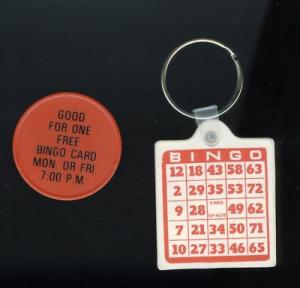 GOOD
FOR ONE
FREE
BINGO CARD
MON. OR FRI
7:00 P.M.
BINGO
12 18 43 58 63
2 29 35 53 72
9 28 FREE SPACE 49 62
7 21 34 50 71
10 27 33 46 65